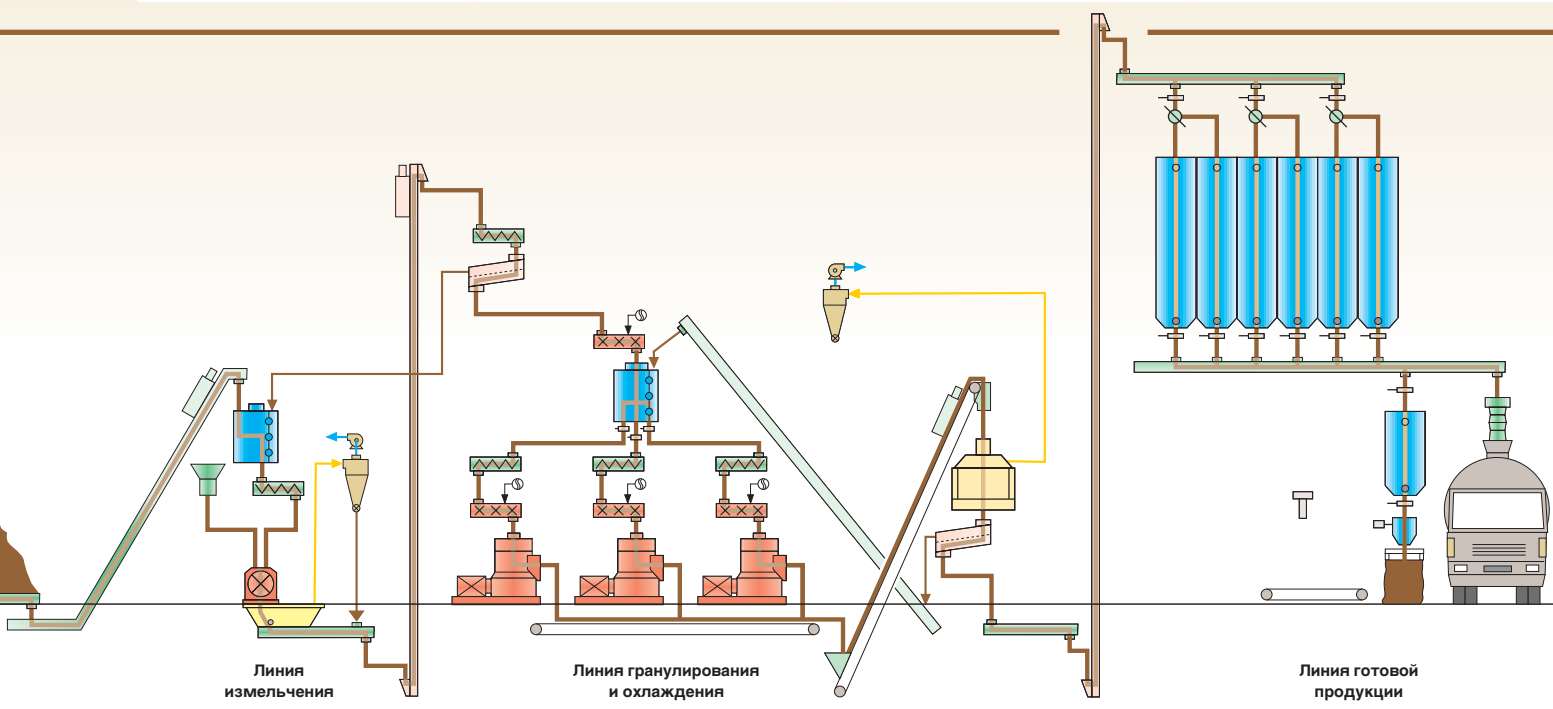 Линия
измельчения
Линия гранулирования
и охлаждения
Линия готовой
продукции